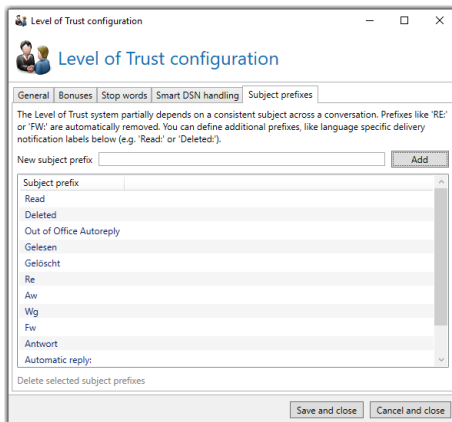 Level of Trust configuration
Level of Trust configuration
General Bonuses Stop words Smart DSN handling Subject prefixes
The Level of Trust system partially depends on a consistent subject across a conversation. Prefixes like 'RE:'
or 'FW:' are automatically removed. You can define additional prefixes, like language specific delivery
notification labels below (e.g. 'Read:' or 'Deleted:').
New subject prefix Add
Subject prefix
Read
Deleted
Out of Office Autoreply
Gelesen
Gelöscht
Re
Aw
Wg
Fw
Antwort
Automatic reply:
Delete selected subject prefixes
Save and close Cancel and close